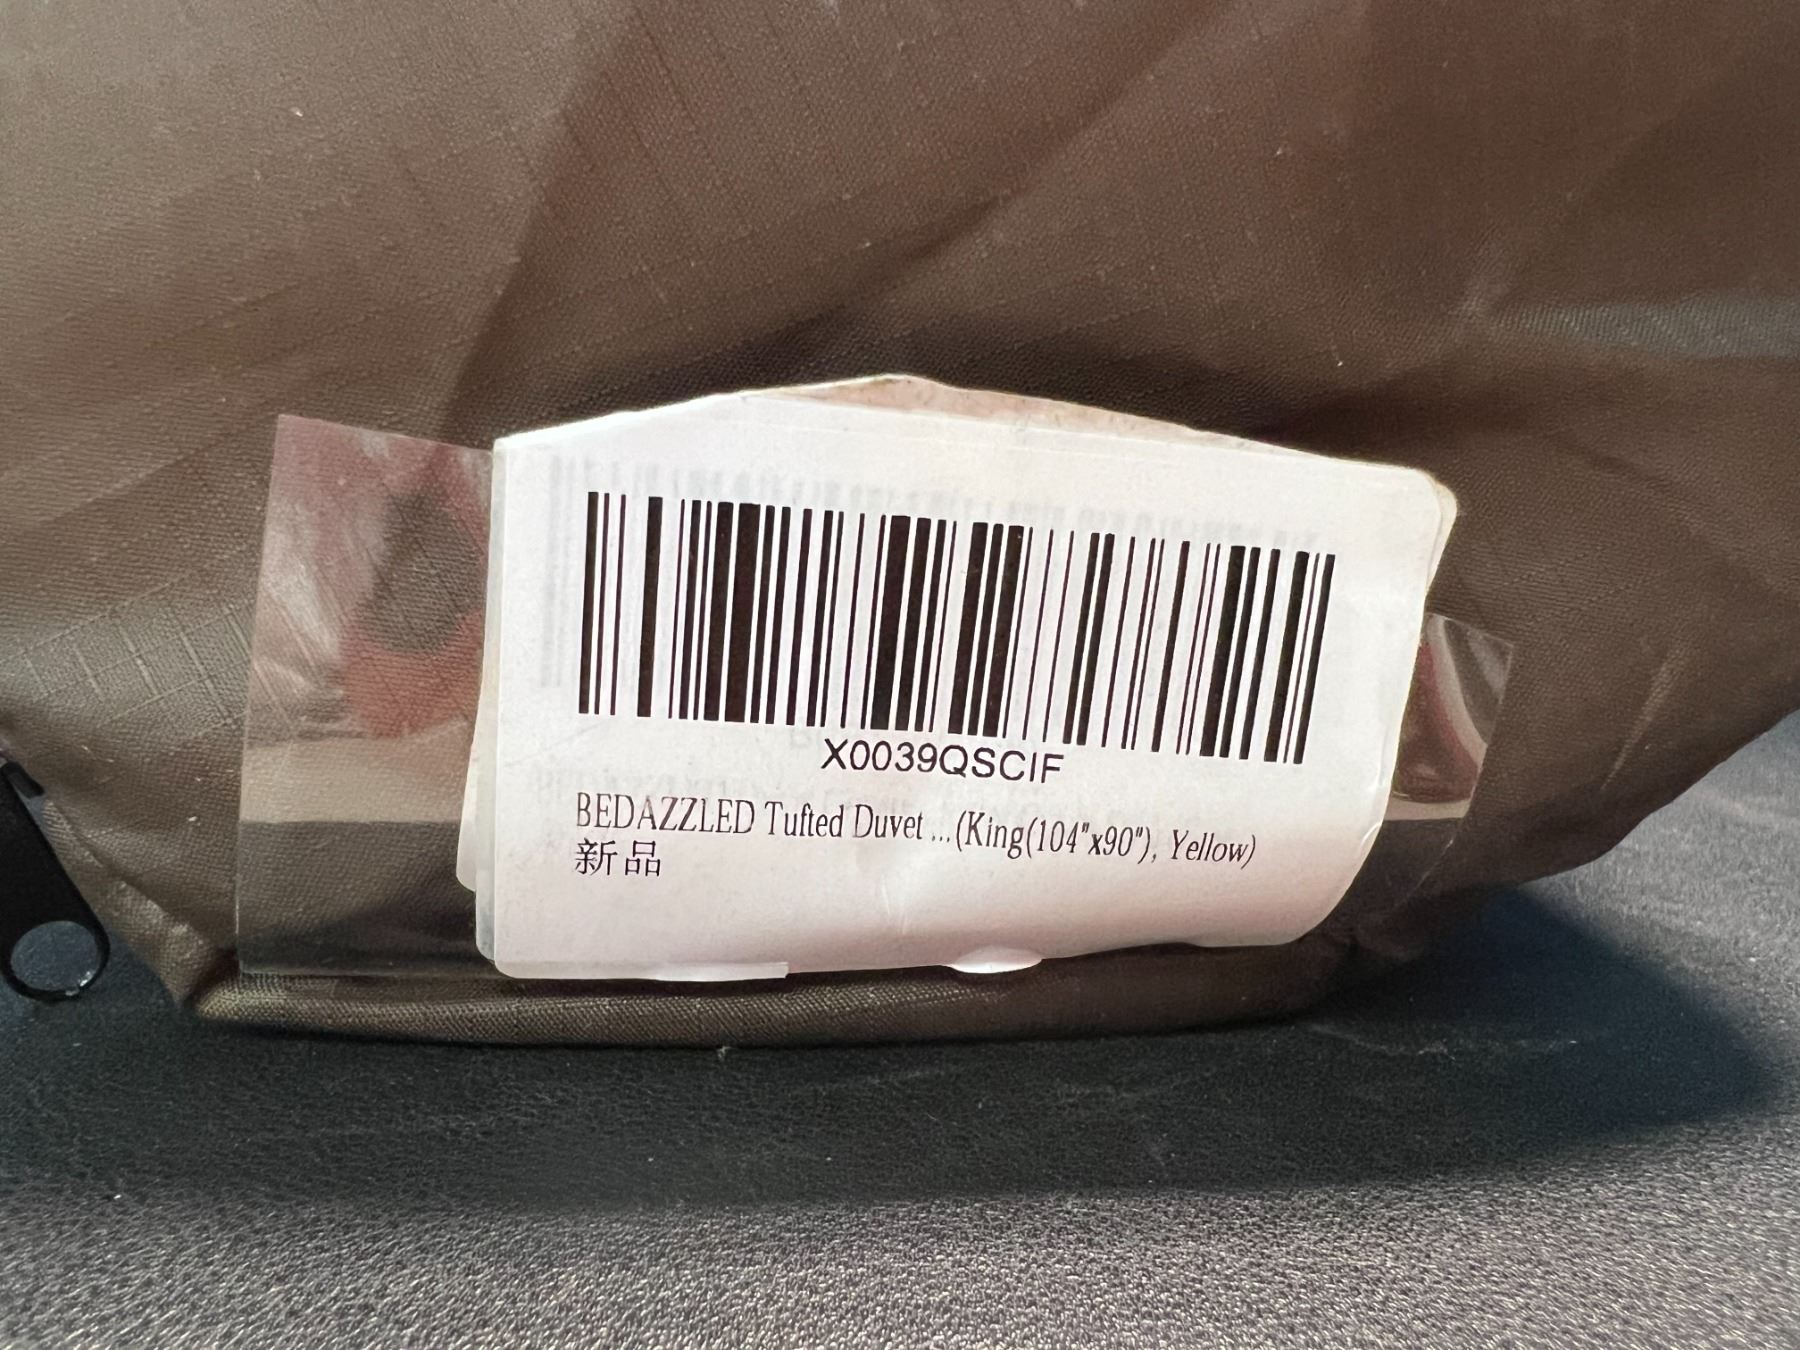 X0039QSCIF
BEDAZZLED Tufted Duvet ...(King(104"x90"), Yellow)
新品